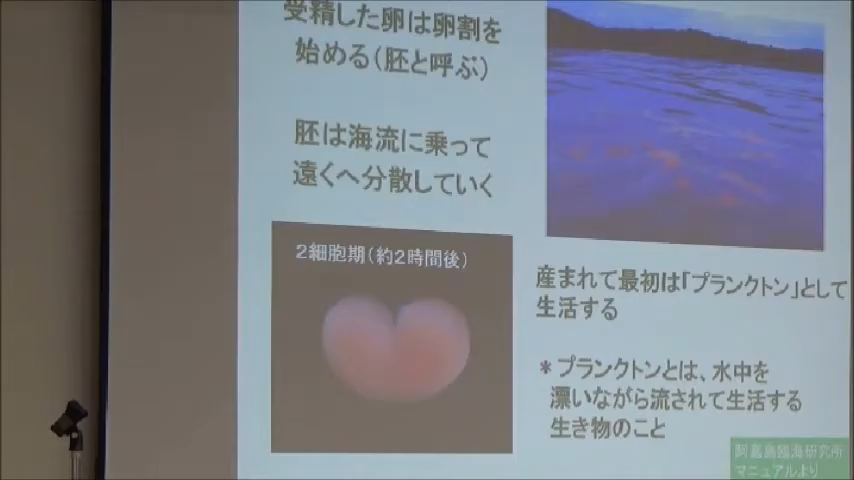 受精した卵は卵割を
始める（胚と呼ぶ）
胚は海流に乗って
遠くへ分散していく
2細胞期（約2時間後）
産まれて最初は「プランクトン」として
生活する
＊プランクトンとは、水中を
漂いながら流されて生活する
生き物のこと
阿嘉島臨海研究所
マニュアルより